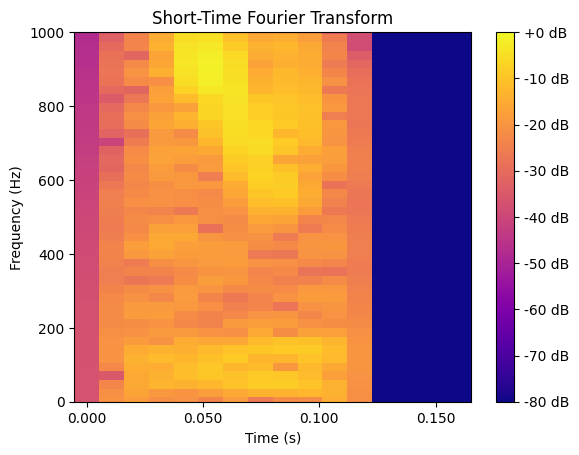 Short-Time Fourier Transform
1000
800
600
400
200
0
Frequency (Hz)
0.000
0.050
0.100
0.150
Time (s)
+0 dB
-10 dB
-20 dB
-30 dB
-40 dB
-50 dB
-60 dB
-70 dB
-80 dB